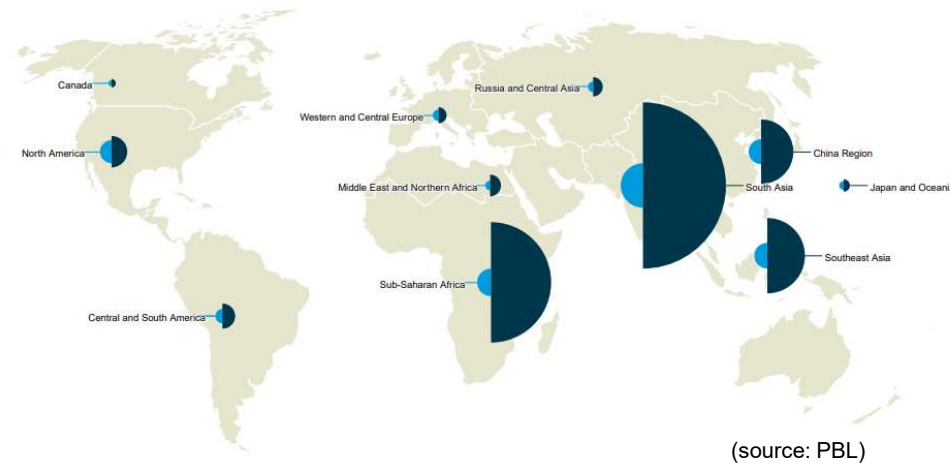 Canada
Russia and Central Asia
Western and Central Europe
North America
China Region
Middle East and Northern Africa
South Asia
Japan and Oceani
Southeast Asia
Sub-Saharan Africa
Central and South America
(source: PBL)